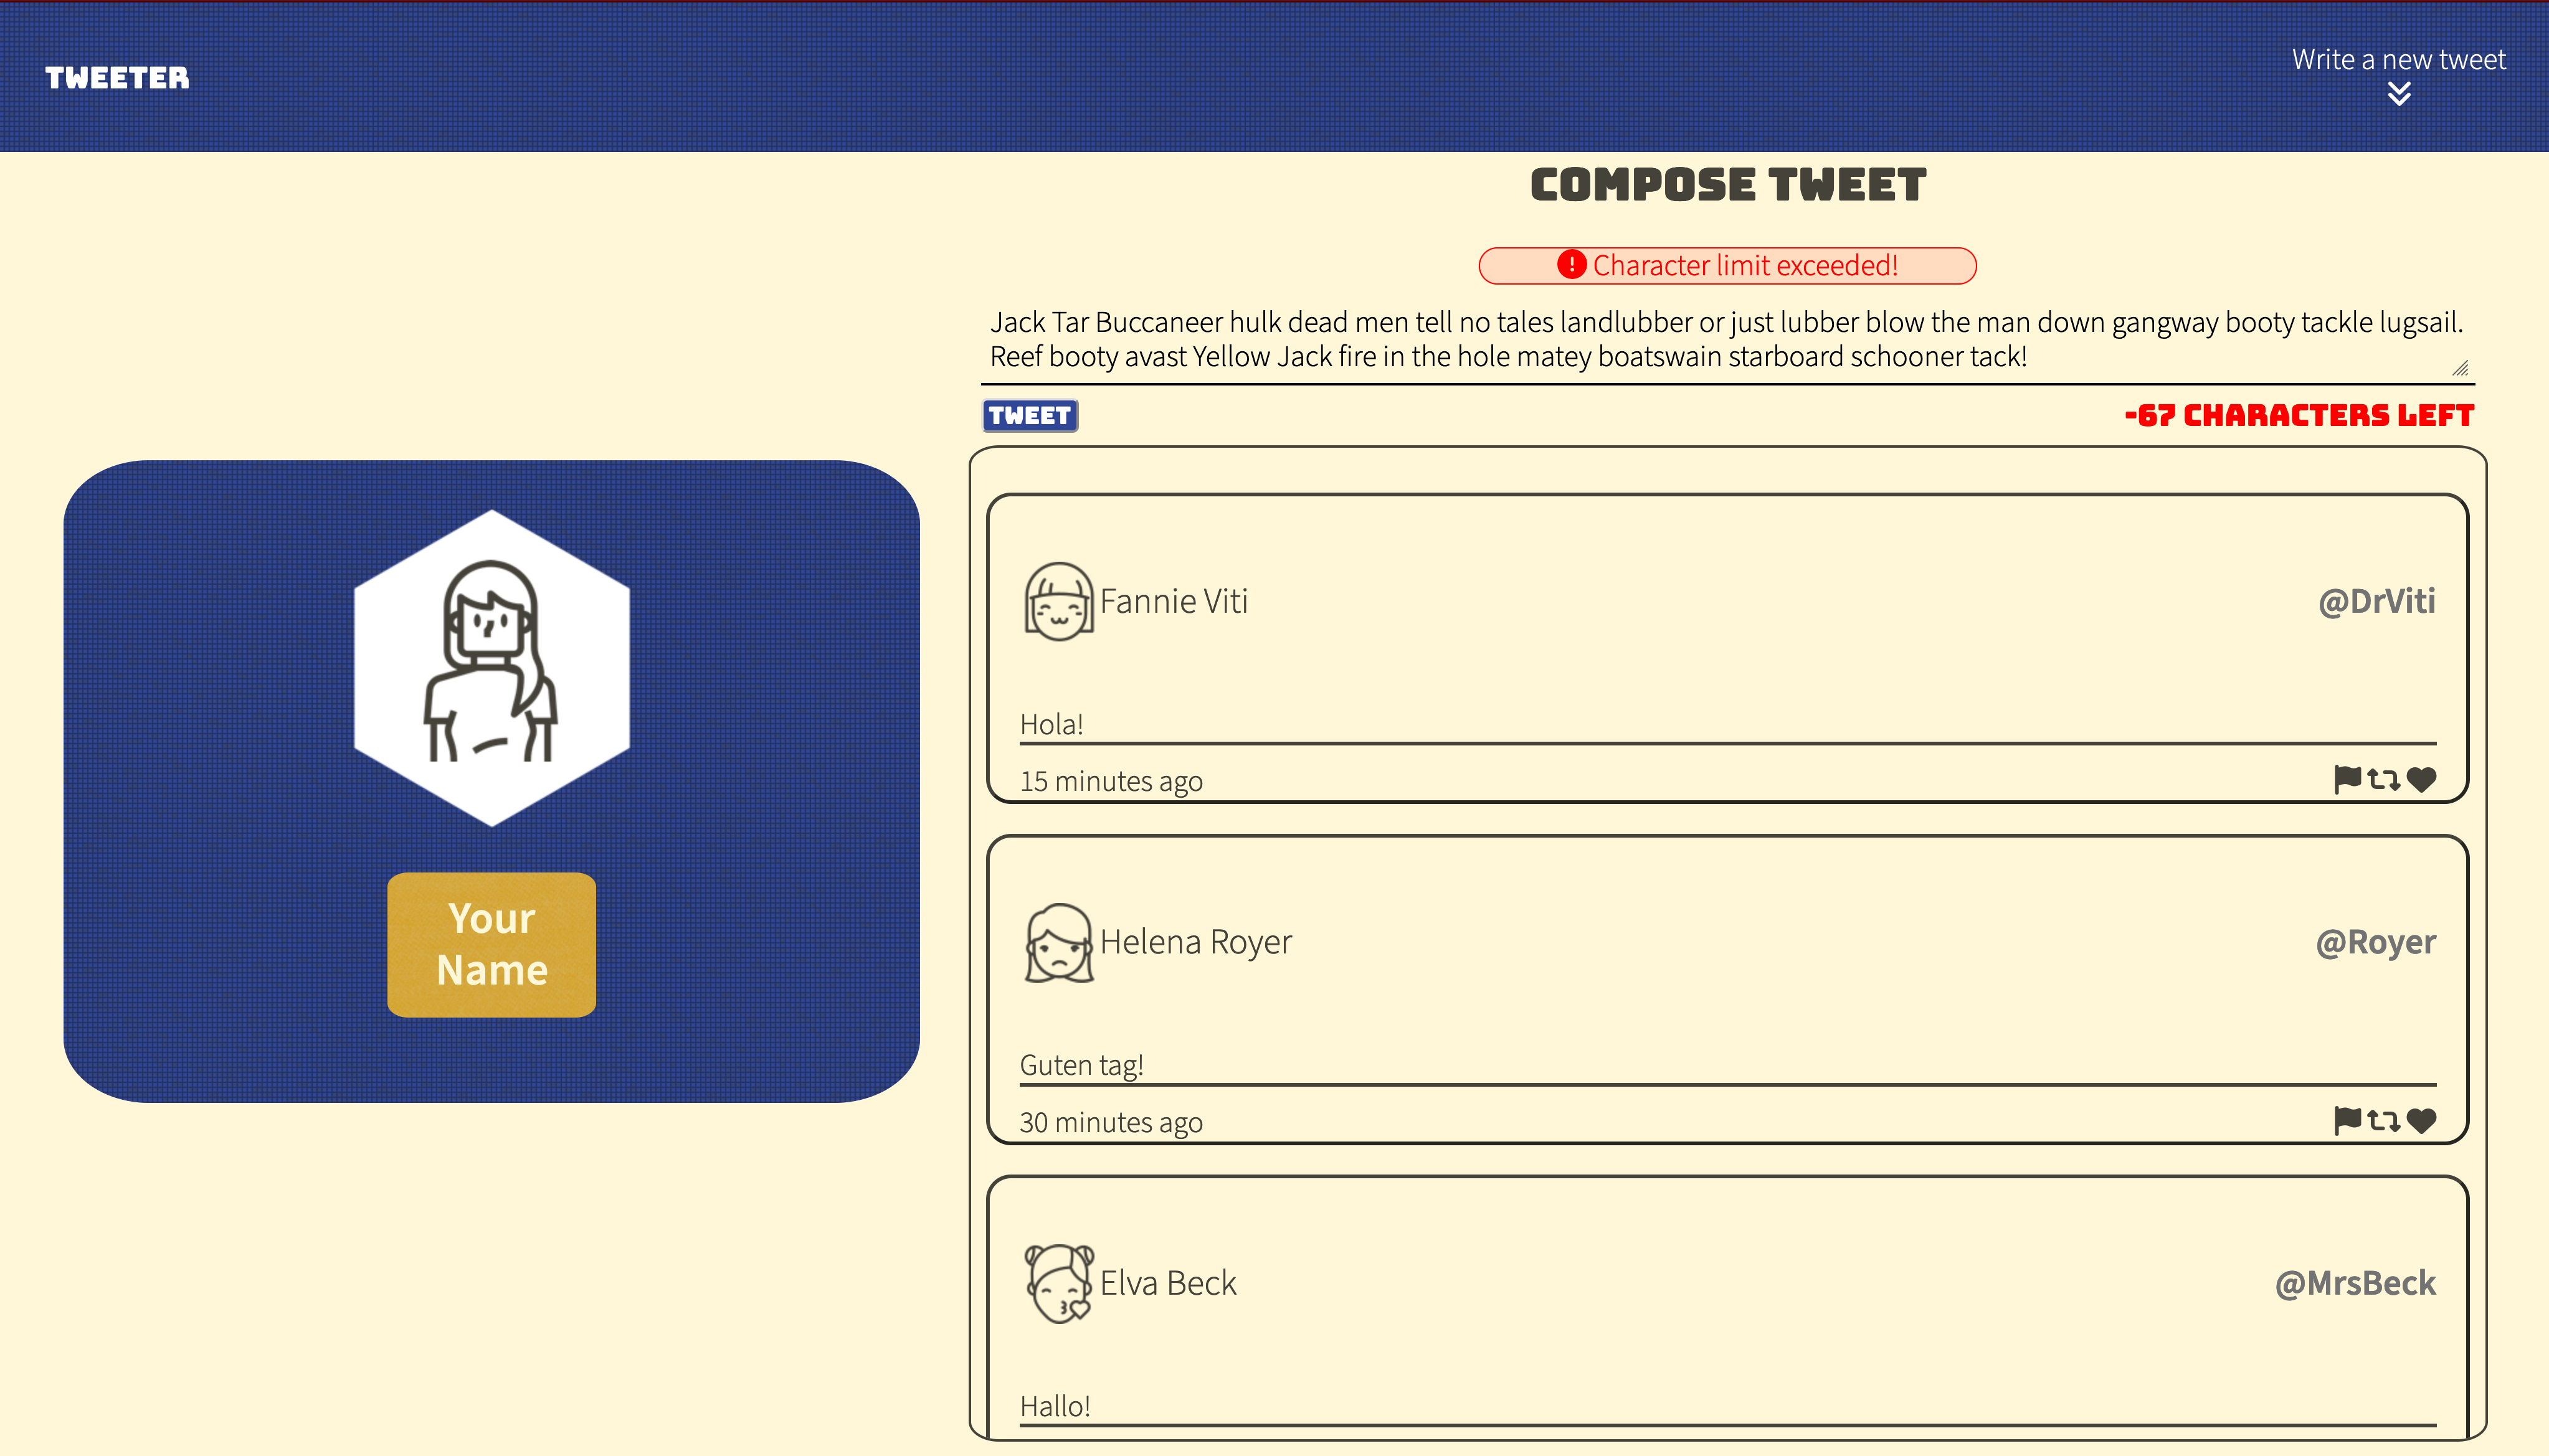 TWEETER
Write a new tweet
COMPOSE TWEET
Character limit exceeded!
Jack Tar Buccaneer hulk dead men tell no tales landlubber or just lubber blow the man down gangway booty tackle lugsail.
Reef booty avast Yellow Jack fire in the hole matey boatswain starboard schooner tack!
TWEET
-67 CHARACTERS LEFT
Your
Name
Fannie Viti
@DrViti
Hola!
15 minutes ago
Helena Royer
@Royer
Guten tag!
30 minutes ago
Elva Beck
@MrsBeck
Hallo!